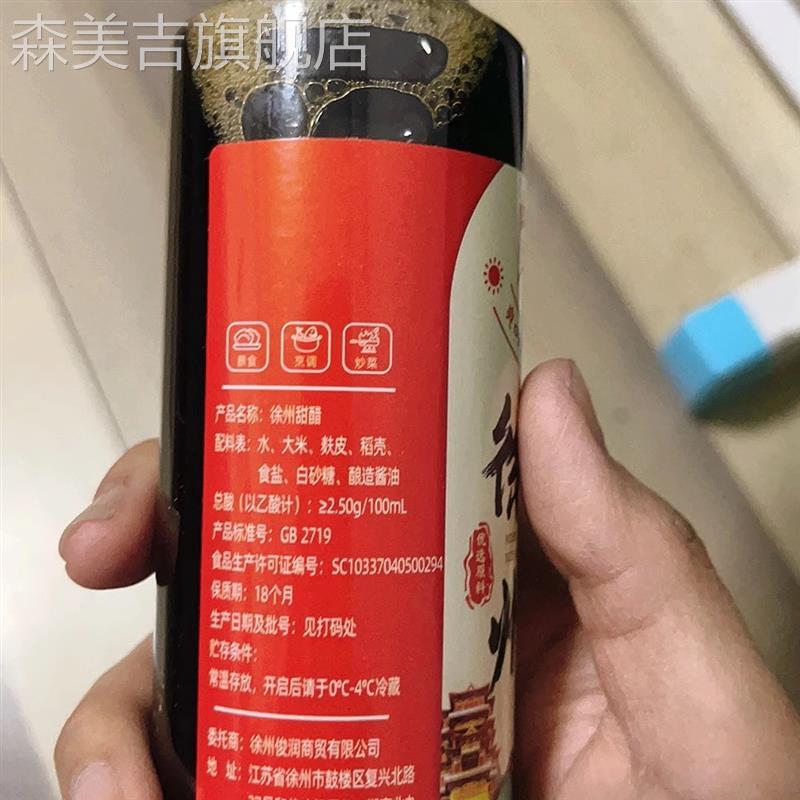 森美吉旗舰店
蘸食
烹调
炒菜
产品名称：徐州甜醋
配料表：水、大米、麸皮、稻壳、
食盐、白砂糖、酿造酱油
总酸（以乙酸计）：≥2.50g/100mL
产品标准号：GB 2719
食品生产许可证编号：SC10337040500294
保质期：18个月
生产日期及批号：见打码处
贮存条件：
常温存放，开启后请于0℃-4℃冷藏
委托商：徐州俊润商贸有限公司
地 址：江苏省徐州市鼓楼区复兴北路
徐
州
优选原料